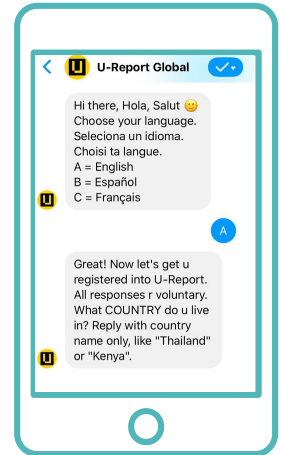 U-Report Global
Hi there, Hola, Salut 🙂
Choose your language.
Seleciona un idioma.
Choisi ta langue.
A = English
B = Español
C = Français
A
Great! Now let's get u
registered into U-Report.
All responses r voluntary.
What COUNTRY do u live
in? Reply with country
name only, like "Thailand"
or "Kenya".